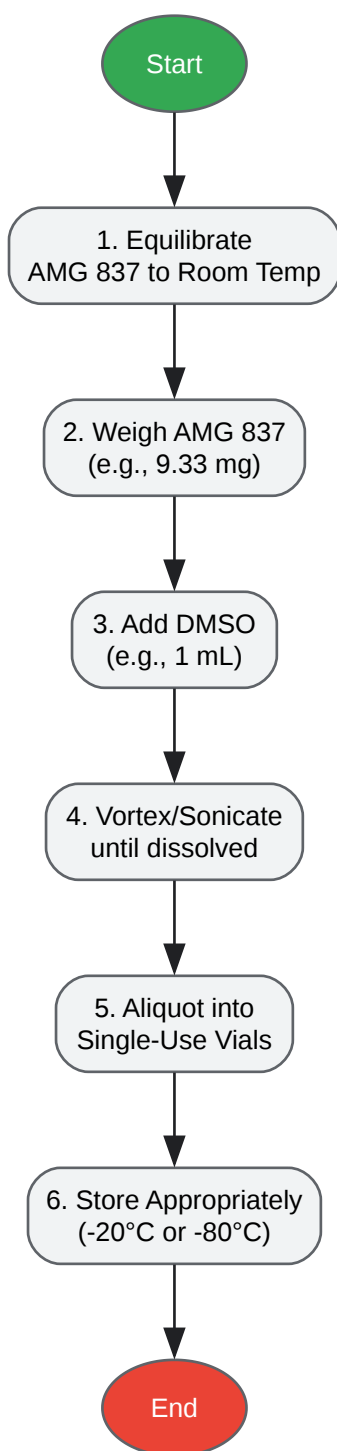 Start
1. Equilibrate
AMG 837 to Room Temp
2. Weigh AMG 837
(e.g., 9.33 mg)
3. Add DMSO
(e.g., 1 mL)
4. Vortex/Sonicate
until dissolved
5. Aliquot into
Single-Use Vials
6. Store Appropriately
(-20°C or -80°C)
End